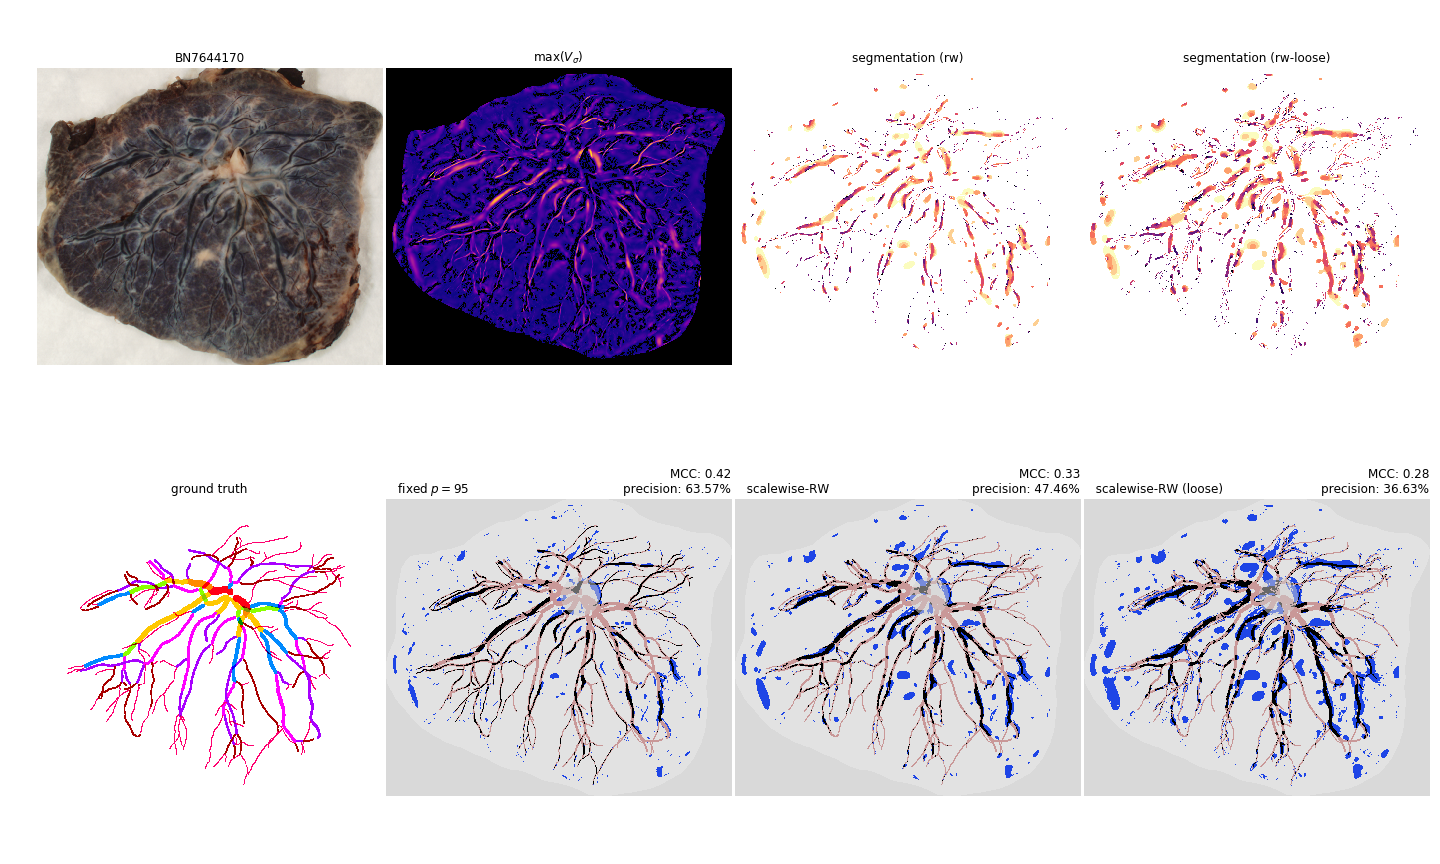 BN7644170
max(V_σ)
segmentation (rw)
segmentation (rw-loose)
ground truth
fixed p = 95
MCC: 0.42
precision: 63.57%
scalewise-RW
MCC: 0.33
precision: 47.46%
scalewise-RW (loose)
MCC: 0.28
precision: 36.63%